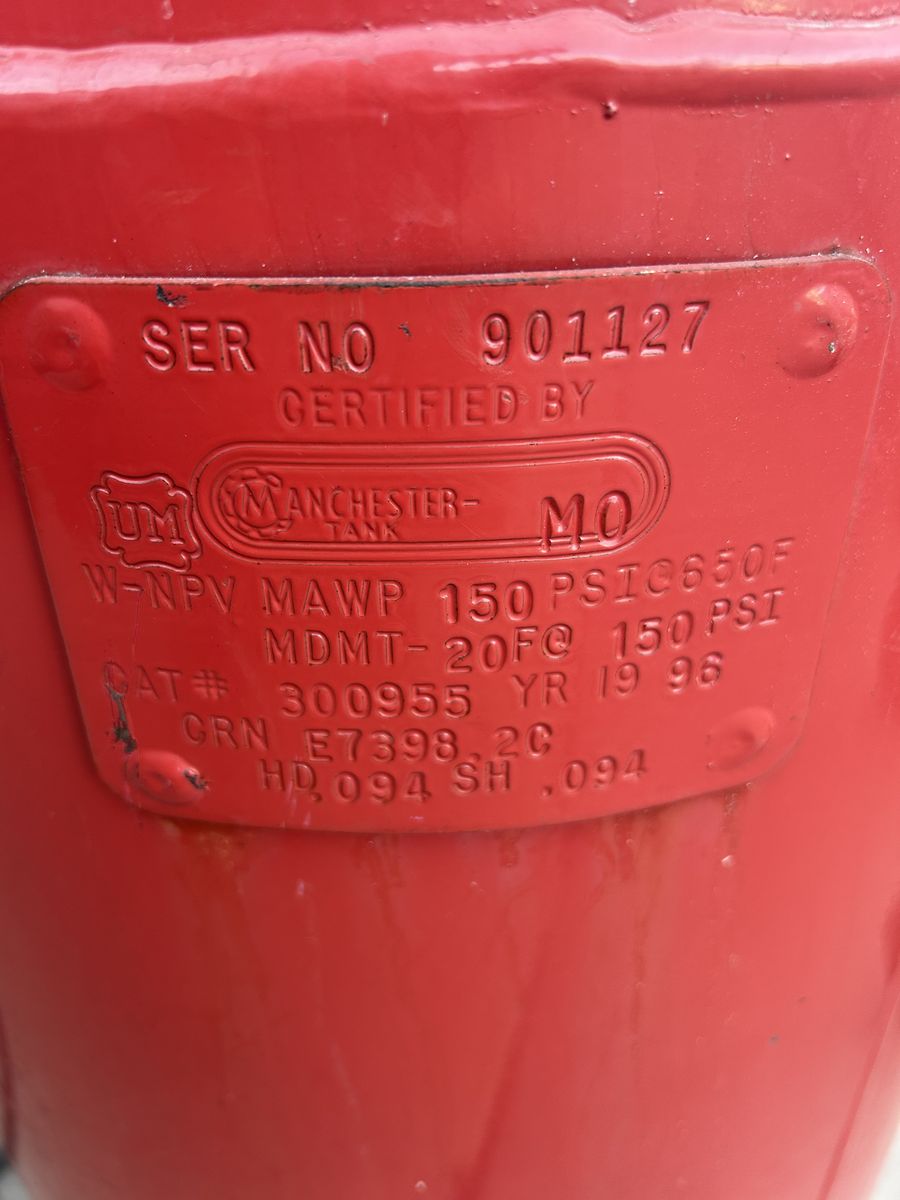 SER NO 901127
CERTIFIED BY
UM MANCHESTER-
TANK MO
W-NPV MAWP 150 PSI@650F
MDMT-20F@ 150 PSI
CAT# 300955 YR 19 96
CRN E7398.2C
HD .094 SH .094